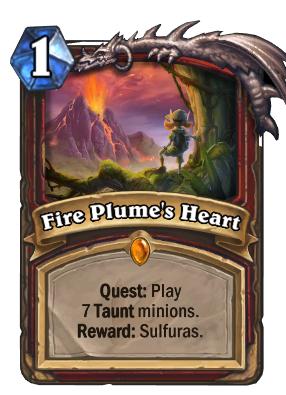 1
Fire Plume's Heart
Quest: Play
7 Taunt minions.
Reward: Sulfuras.